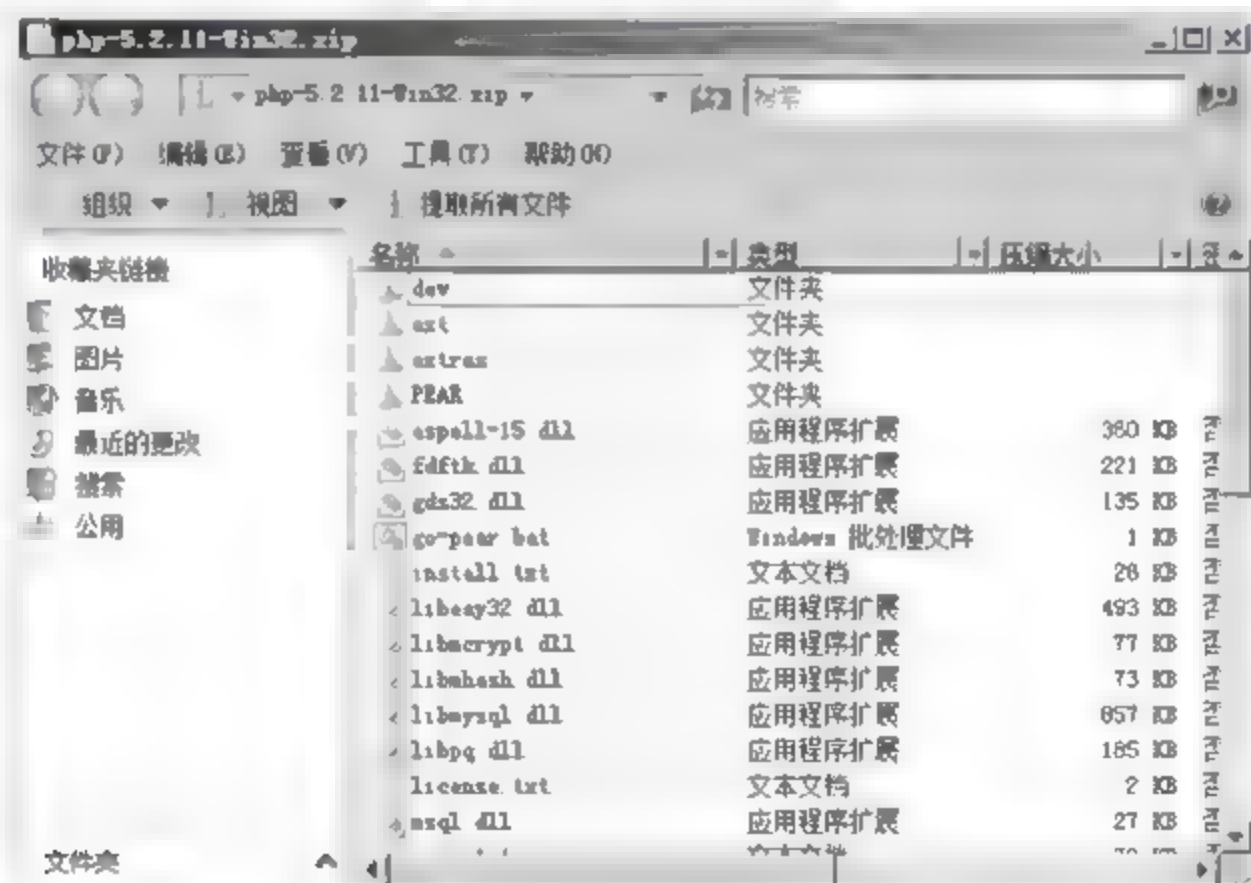 php-5.2.11-Win32.zip
php-5.2.11-Win32.zip 搜索
文件(F) 编辑(E) 查看(V) 工具(T) 帮助(H)
组织 视图 提取所有文件
收藏夹链接
文档
图片
音乐
最近的更改
搜索
公用
文件夹
名称 类型 压缩大小
dev 文件夹
ext 文件夹
extras 文件夹
PEAR 文件夹
aspell-15.dll 应用程序扩展 360 KB
fdftk.dll 应用程序扩展 221 KB
gds32.dll 应用程序扩展 135 KB
go-pear.bat Windows 批处理文件 1 KB
install.txt 文本文档 26 KB
libeay32.dll 应用程序扩展 493 KB
libmcrypt.dll 应用程序扩展 77 KB
libmhash.dll 应用程序扩展 73 KB
libmysql.dll 应用程序扩展 857 KB
libpq.dll 应用程序扩展 185 KB
license.txt 文本文档 2 KB
msql.dll 应用程序扩展 27 KB